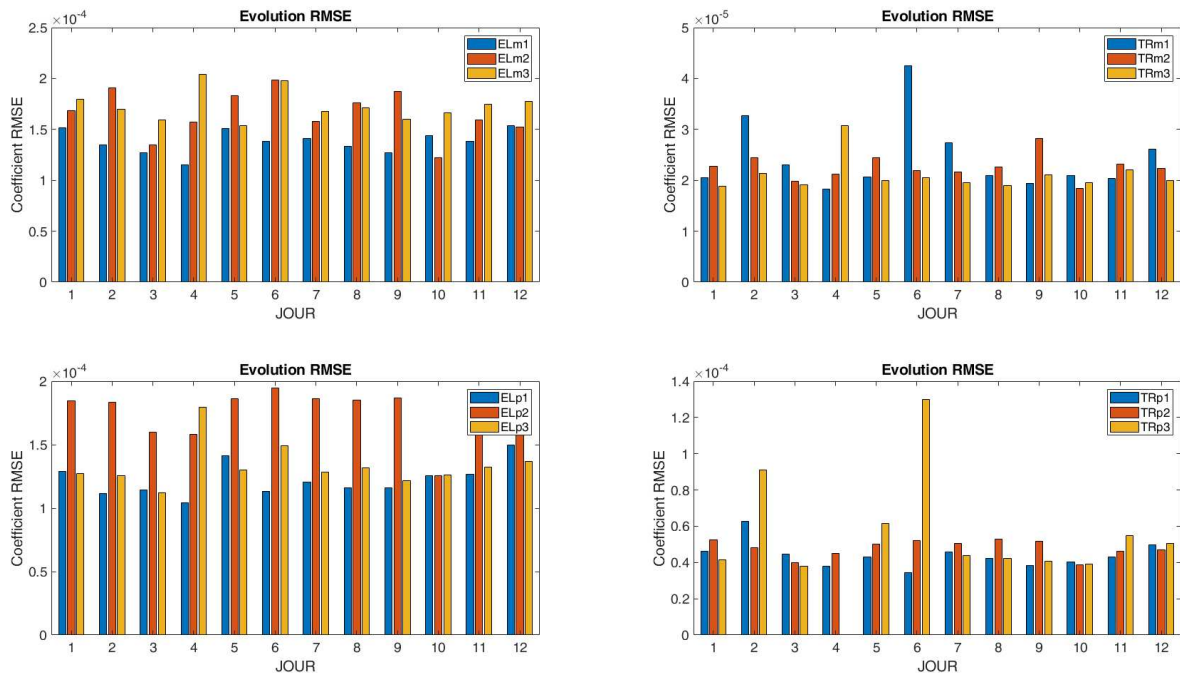 Evolution RMSE
×10⁻⁴
2.5
2
1.5
1
0.5
0
Coefficient RMSE
ELm1
ELm2
ELm3
1 2 3 4 5 6 7 8 9 10 11 12
JOUR
Evolution RMSE
×10⁻⁵
5
4
3
2
1
0
Coefficient RMSE
TRm1
TRm2
TRm3
1 2 3 4 5 6 7 8 9 10 11 12
JOUR
Evolution RMSE
×10⁻⁴
2
1.5
1
0.5
0
Coefficient RMSE
ELp1
ELp2
ELp3
1 2 3 4 5 6 7 8 9 10 11 12
JOUR
Evolution RMSE
×10⁻⁴
1.4
1.2
1
0.8
0.6
0.4
0.2
0
Coefficient RMSE
TRp1
TRp2
TRp3
1 2 3 4 5 6 7 8 9 10 11 12
JOUR